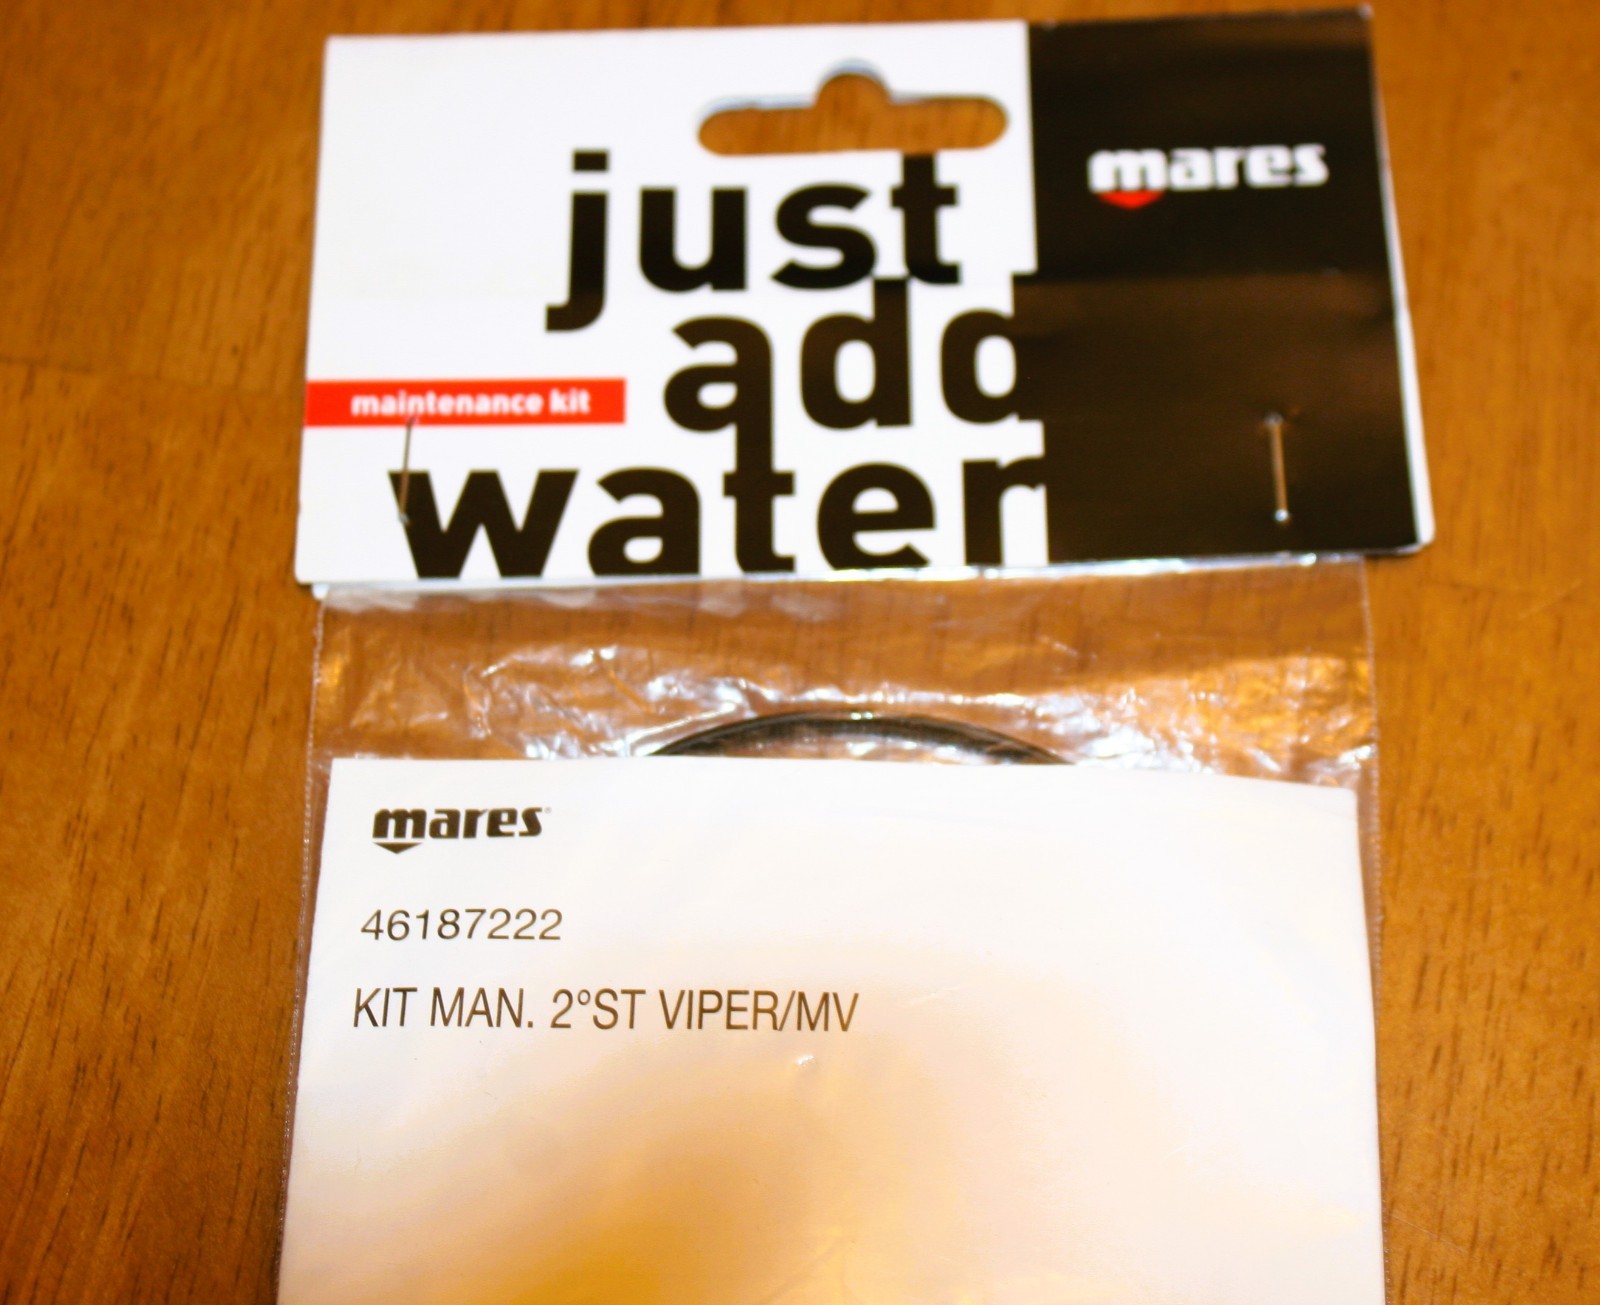 just
mares
add
maintenance kit
water
mares
46187222
KIT MAN. 2°ST VIPER/MV